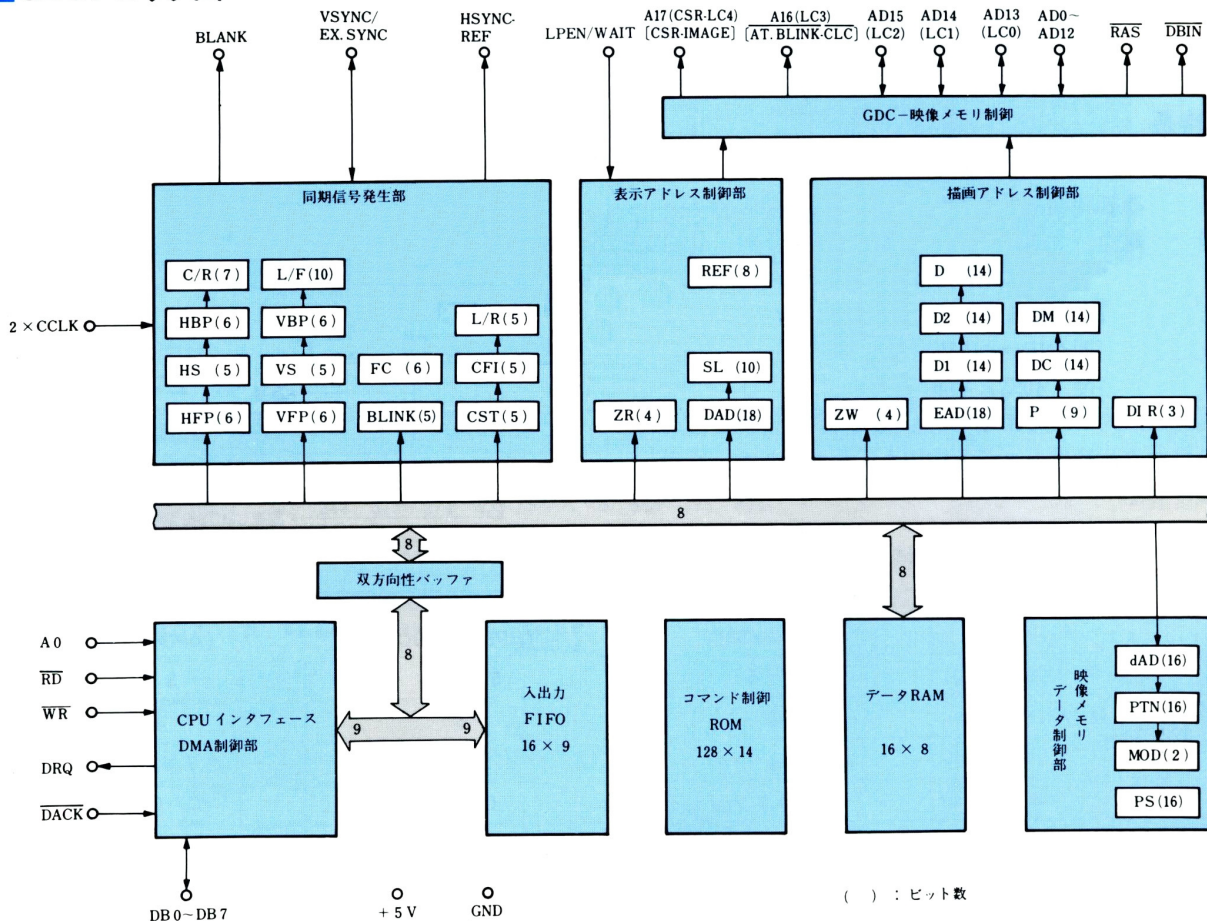 BLANK
VSYNC/
EX.SYNC
HSYNC-
REF
LPEN/WAIT
A17(CSR-LC4)
[CSR-IMAGE]
A16(LC3)
[AT.BLINK-CLC]
AD15
(LC2)
AD14
(LC1)
AD13
(LC0)
AD0~
AD12
RAS
DBIN
GDC-映像メモリ制御
同期信号発生部
表示アドレス制御部
描画アドレス制御部
C/R(7)
L/F(10)
REF(8)
D (14)
2×CCLK
HBP(6)
VBP(6)
L/R(5)
D2 (14)
DM (14)
HS (5)
VS (5)
FC (6)
CFI(5)
SL (10)
D1 (14)
DC (14)
HFP(6)
VFP(6)
BLINK(5)
CST(5)
ZR(4)
DAD(18)
ZW (4)
EAD(18)
P (9)
DIR(3)
8
8
双方向性バッファ
8
8
A0
RD
WR
DRQ
DACK
CPUインタフェース
DMA制御部
9
9
入出力
FIFO
16×9
コマンド制御
ROM
128×14
データRAM
16×8
映像メモリ
データ制御部
dAD(16)
PTN(16)
MOD(2)
PS(16)
DB0~DB7
+5V
GND
( ):ビット数